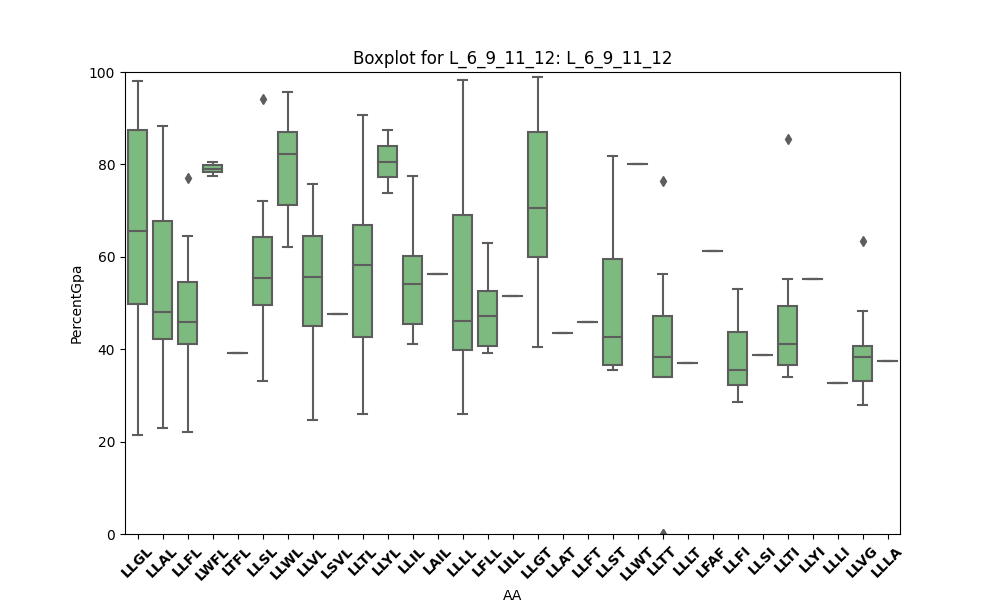 Boxplot for L_6_9_11_12: L_6_9_11_12
PercentGpa
100
80
60
40
20
0
LLGL LLAL LLFL LWFL LTFL LLSL LLWL LLVL LSVL LLTL LLYL LLIL LAIL LLLL LFLL LILL LLGT LLAT LLFT LLST LLWT LLTT LLLT LFAF LLFI LLSI LLTI LLYI LLLI LLVG LLLA
AA